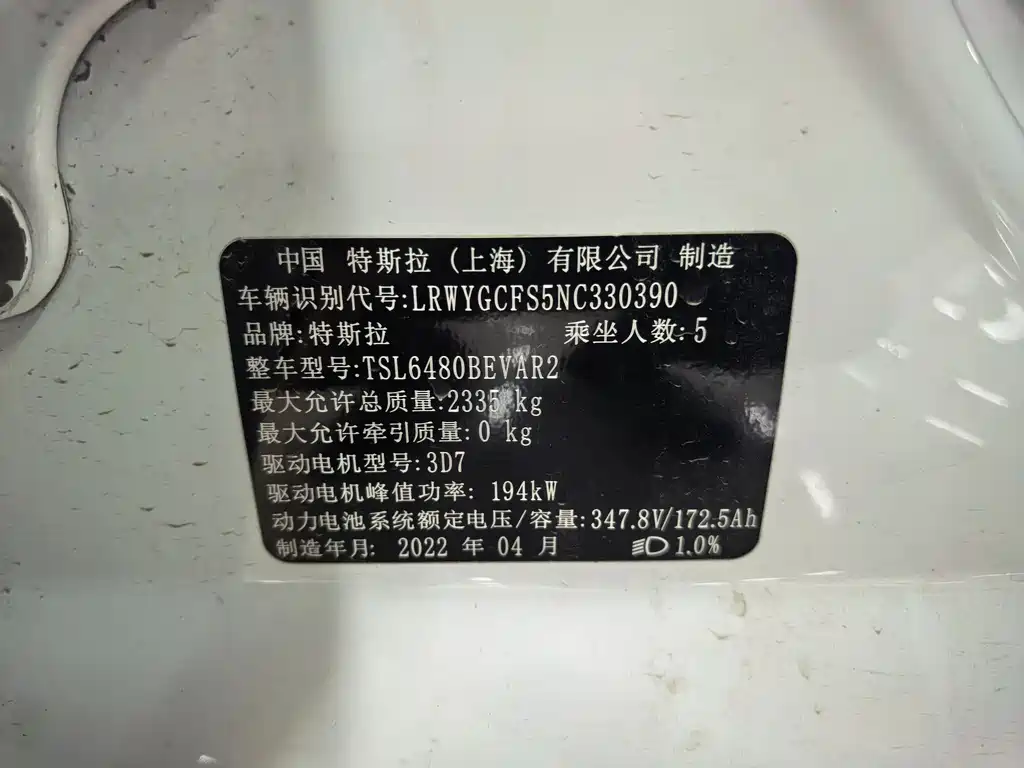 中国 特斯拉(上海)有限公司 制造
车辆识别代号:LRWYGCFS5NC330390
品牌:特斯拉 乘坐人数:5
整车型号:TSL6480BEVAR2
最大允许总质量:2335 kg
最大允许牵引质量:0 kg
驱动电机型号:3D7
驱动电机峰值功率: 194kW
动力电池系统额定电压/容量:347.8V/172.5Ah
制造年月: 2022 年 04 月 1.0%